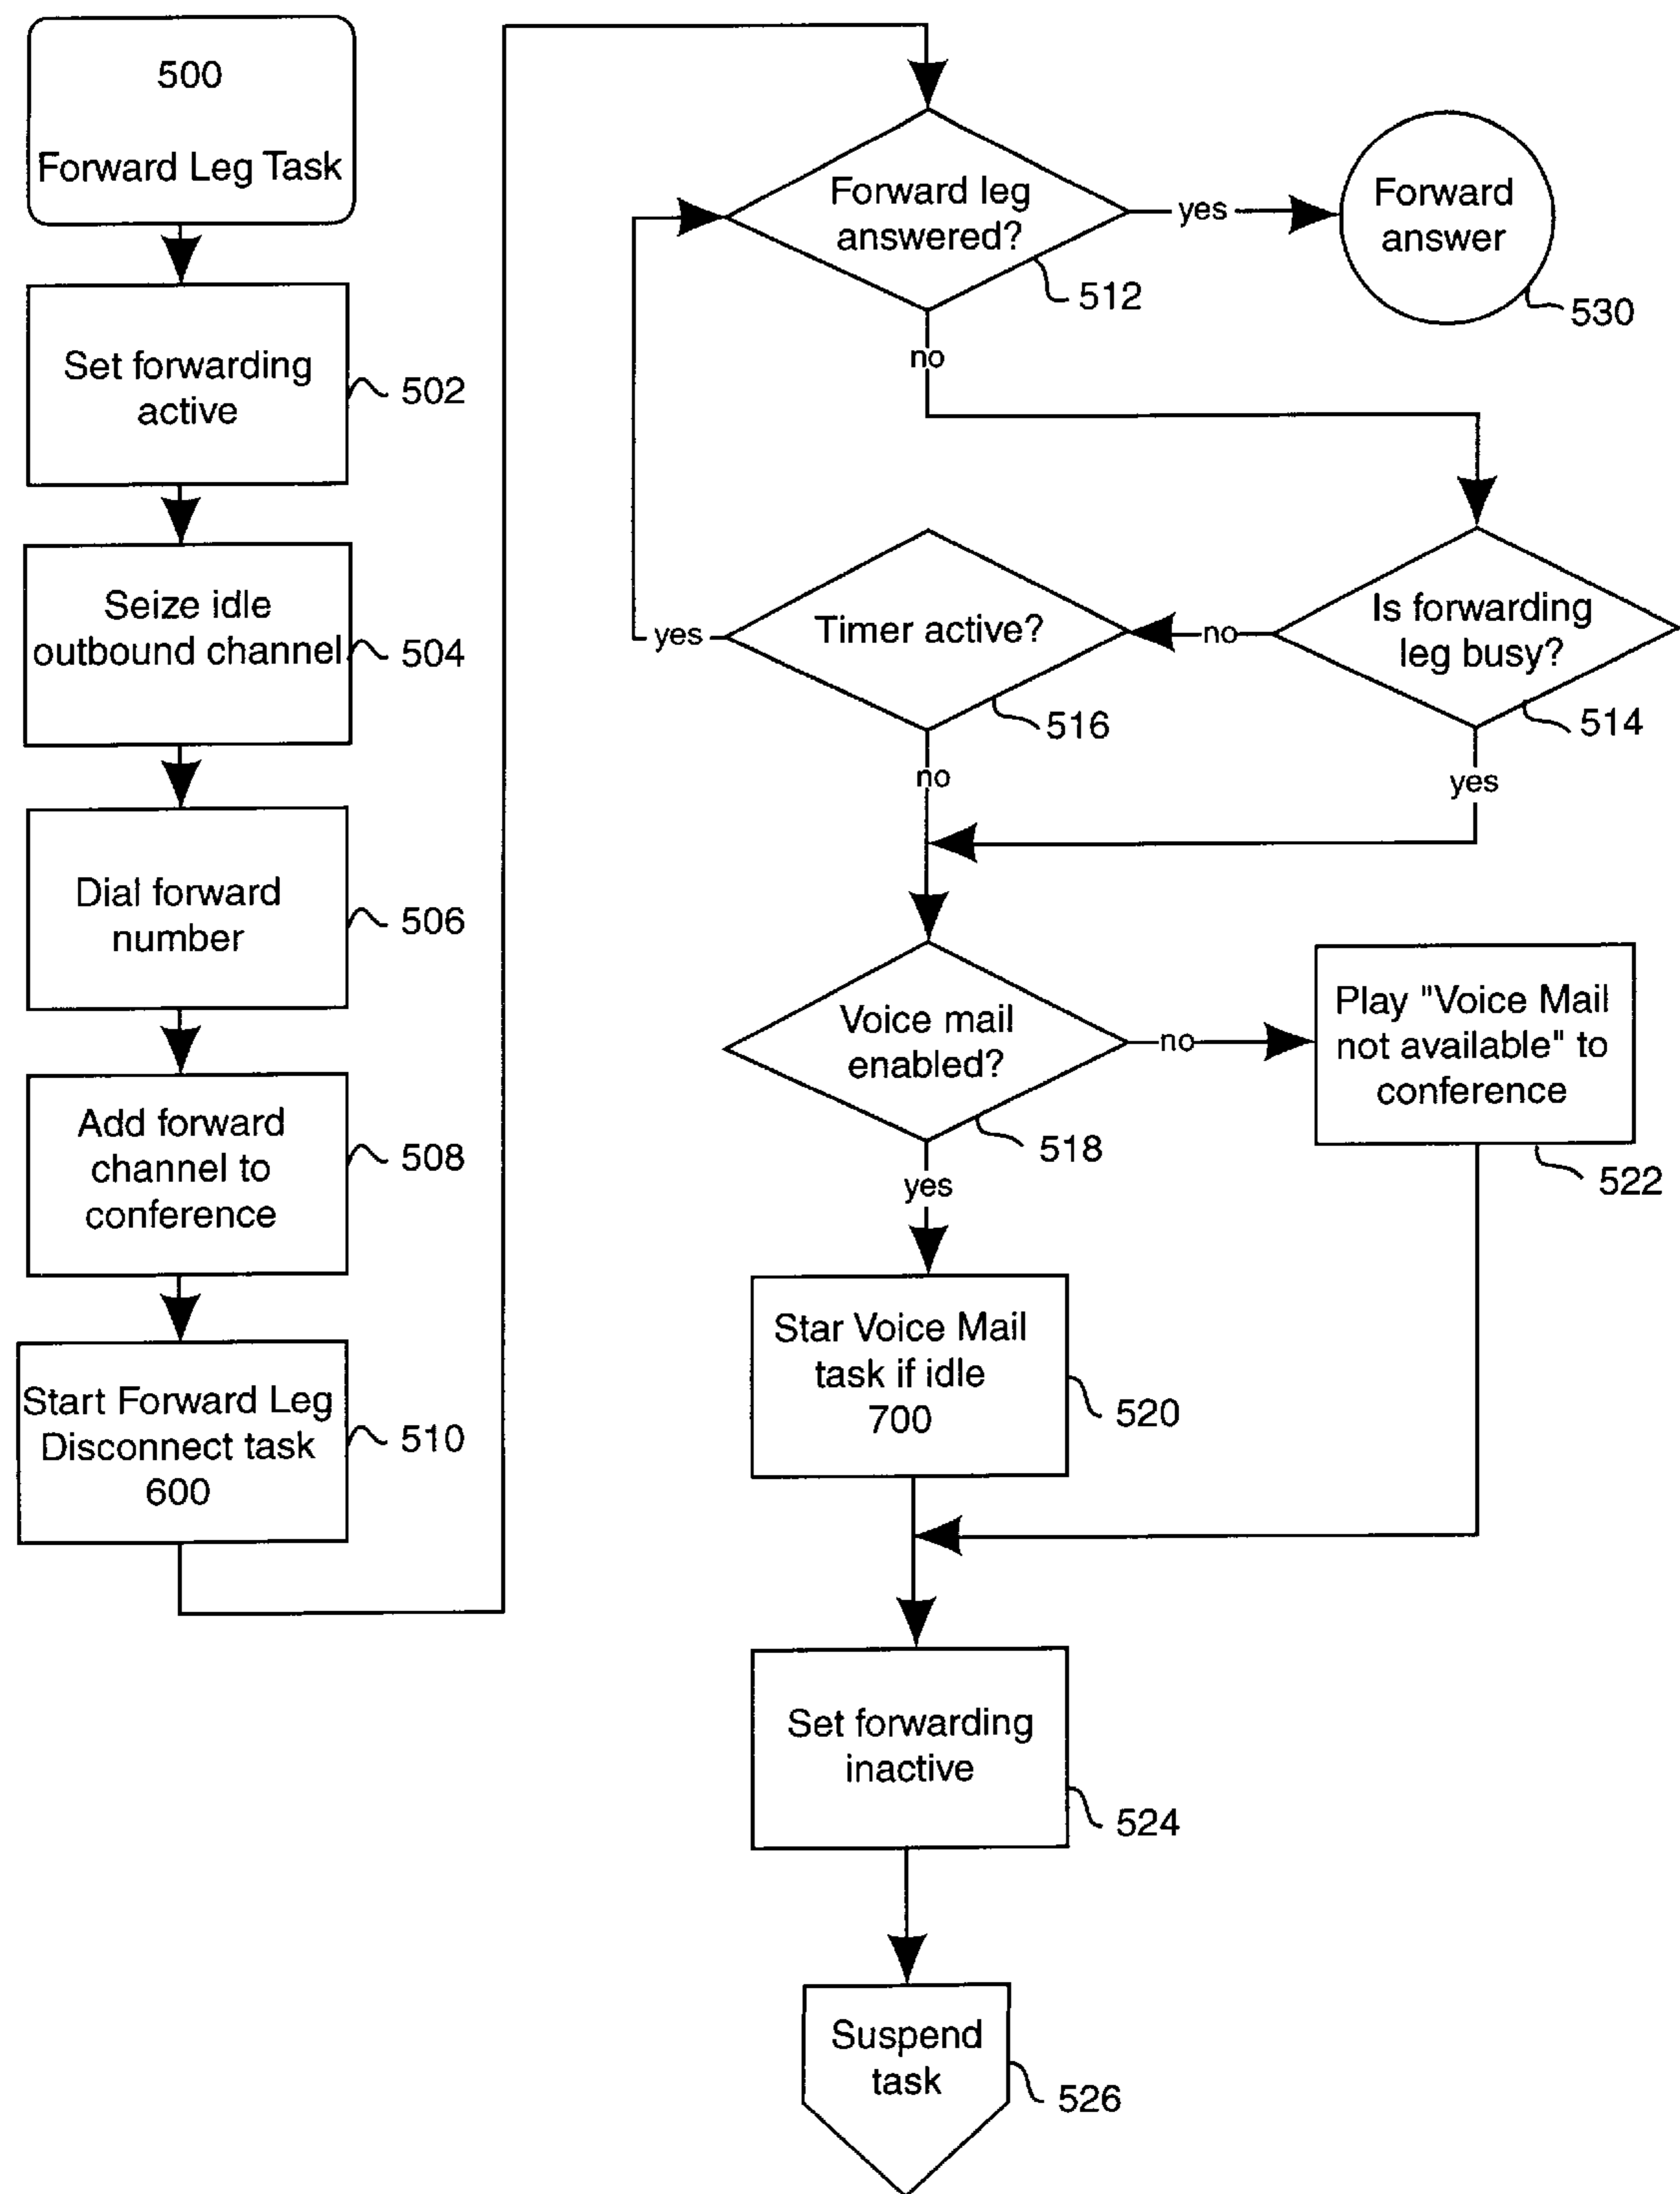 500
Forward Leg Task
Set forwarding
active
502
Seize idle
outbound channel
504
Dial forward
number
506
Add forward
channel to
conference
508
Start Forward Leg
Disconnect task
600
510
Forward leg
answered?
512
yes
Forward
answer
530
no
Is forwarding
leg busy?
514
no
yes
Timer active?
516
yes
no
Voice mail
enabled?
518
no
Play "Voice Mail
not available" to
conference
522
yes
Star Voice Mail
task if idle
700
520
Set forwarding
inactive
524
Suspend
task
526